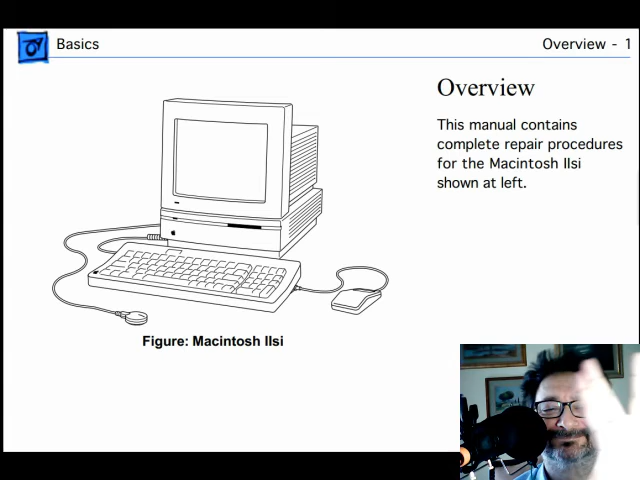 Basics
Overview - 1
Overview
This manual contains
complete repair procedures
for the Macintosh IIsi
shown at left.
Figure: Macintosh IIsi